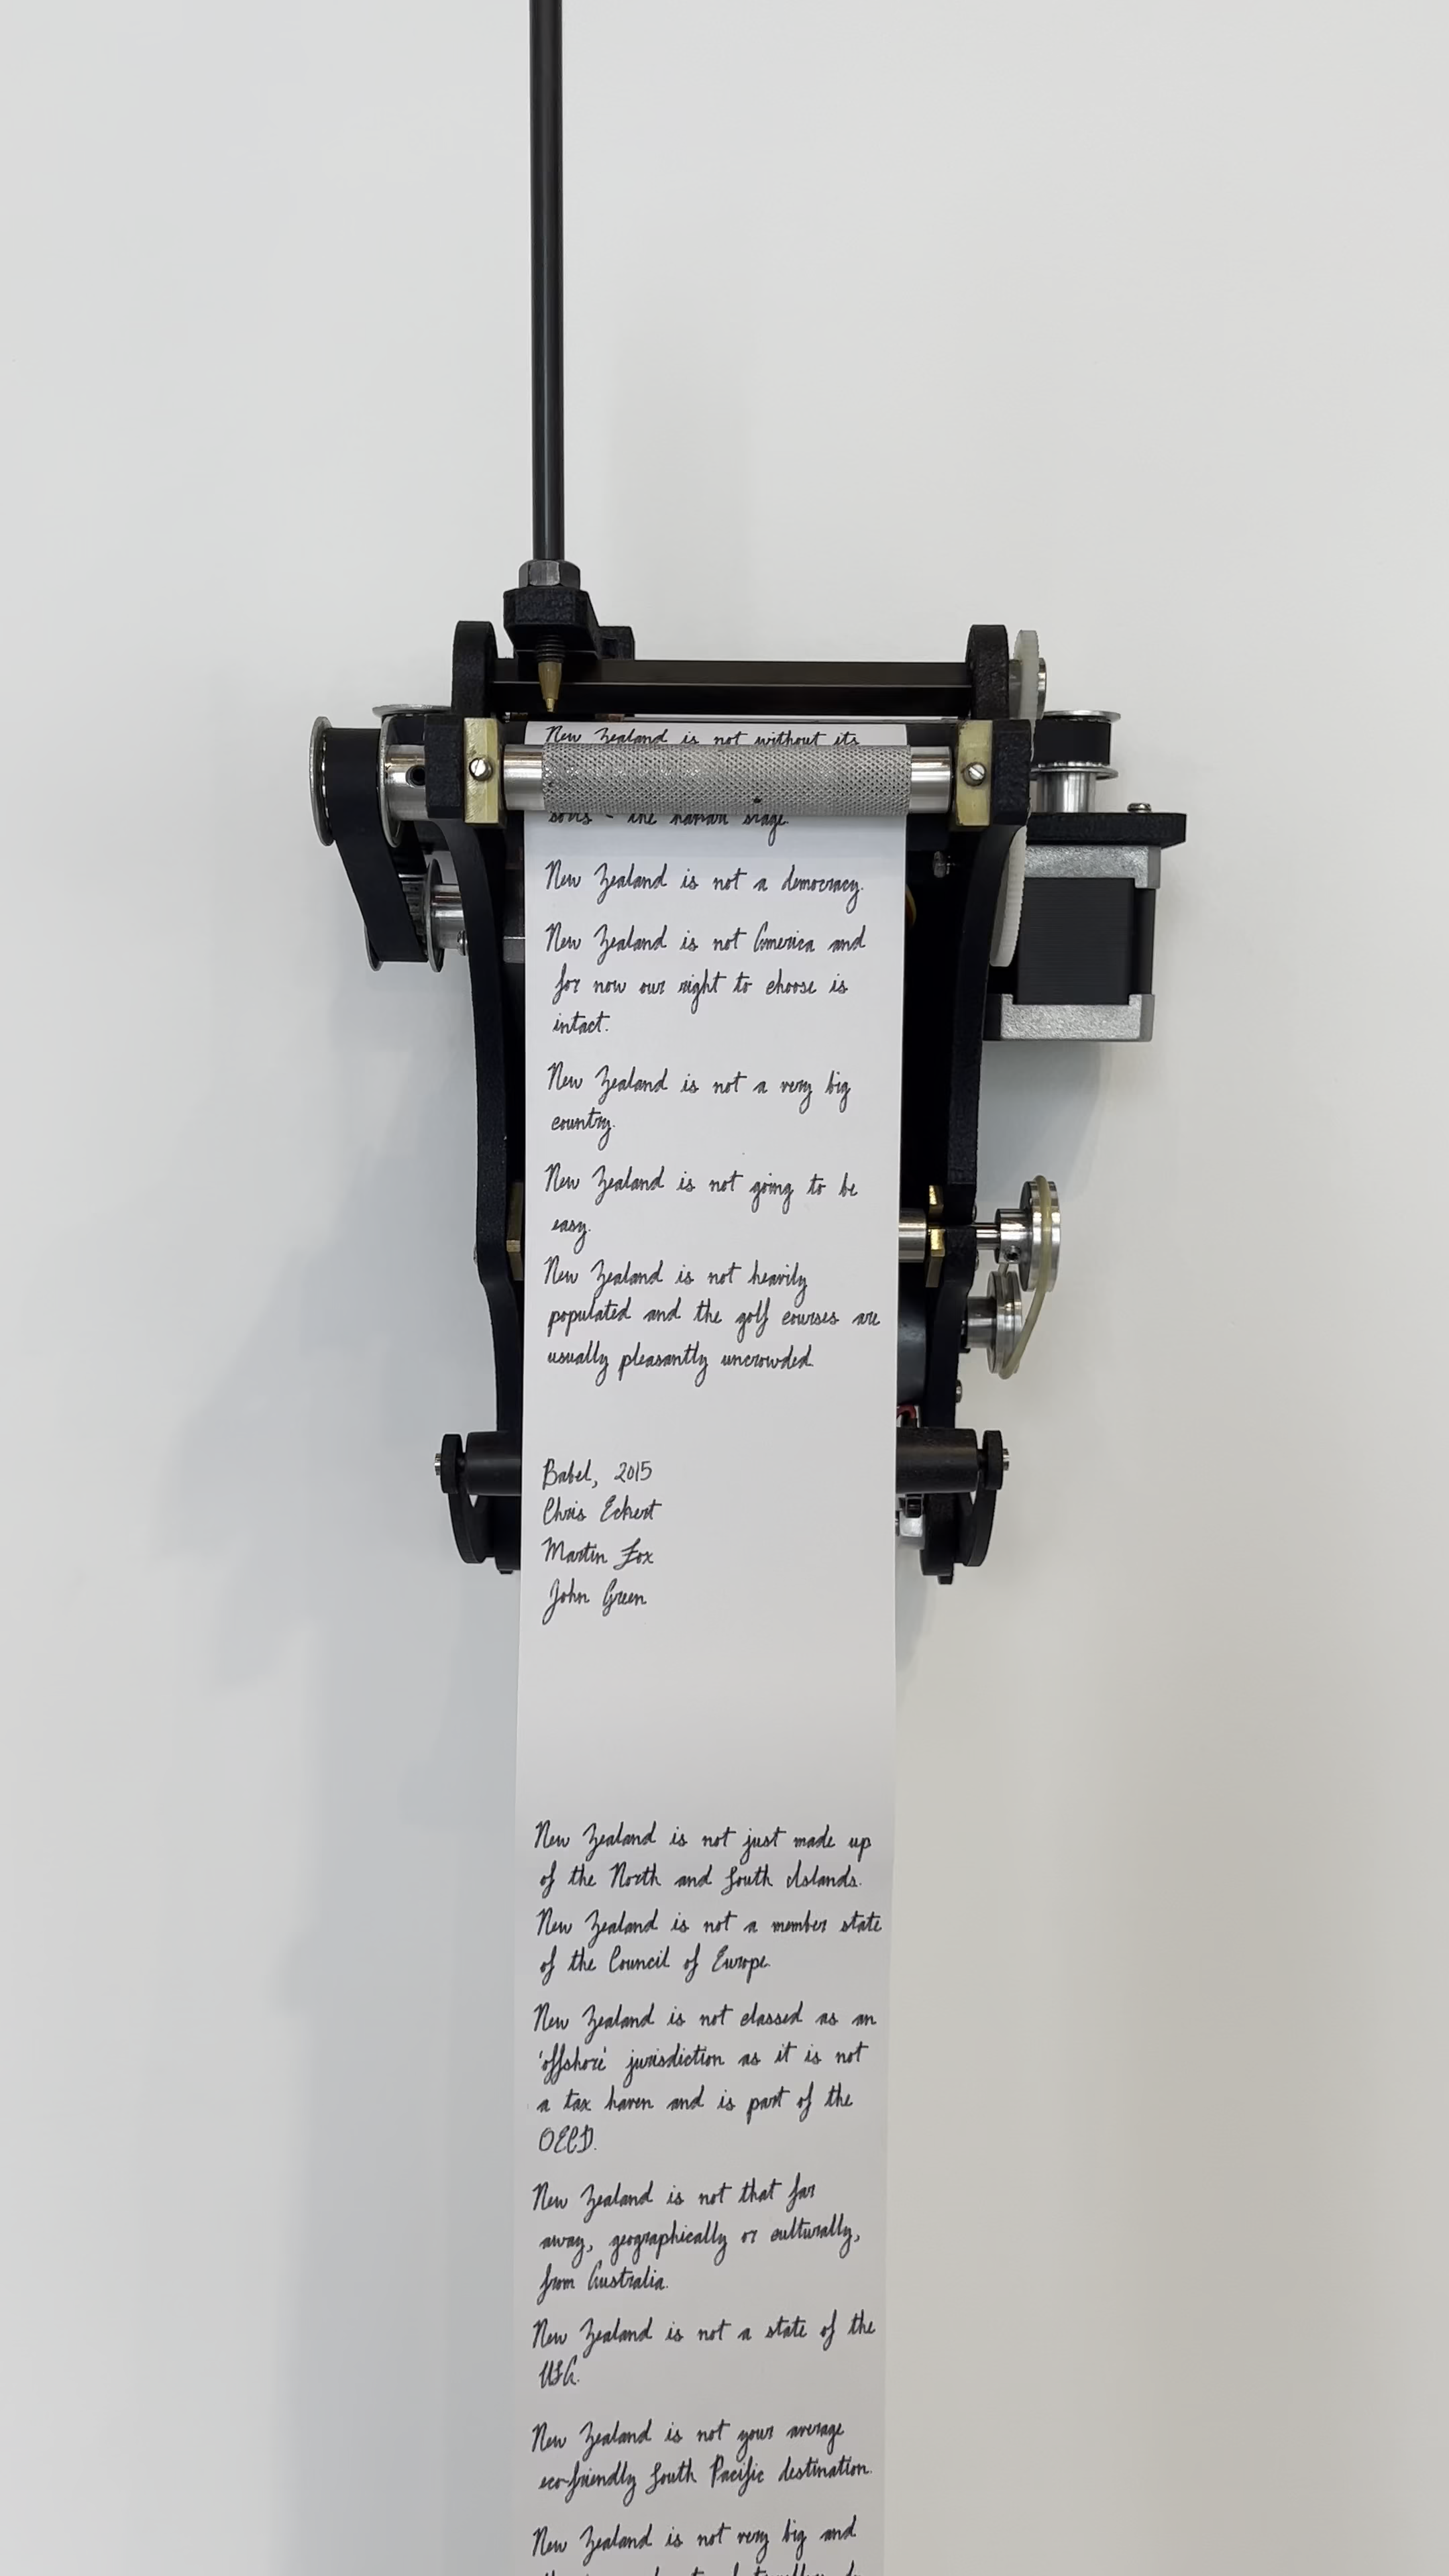 New Zealand is not without its
stage.
New Zealand is not a democracy.
New Zealand is not America and
for now our right to choose is
intact.
New Zealand is not a very big
country.
New Zealand is not going to be
easy.
New Zealand is not heavily
populated and the golf courses are
usually pleasantly uncrowded.
Babel, 2015
Chris Eckert
Martin Fox
John Green
New Zealand is not just made up
of the North and South Islands.
New Zealand is not a member state
of the Council of Europe.
New Zealand is not classed as an
'offshore' jurisdiction as it is not
a tax haven and is part of the
OECD.
New Zealand is not that far
away, geographically or culturally,
from Australia.
New Zealand is not a state of the
USA.
New Zealand is not your average
eco-friendly South Pacific destination.
New Zealand is not very big and